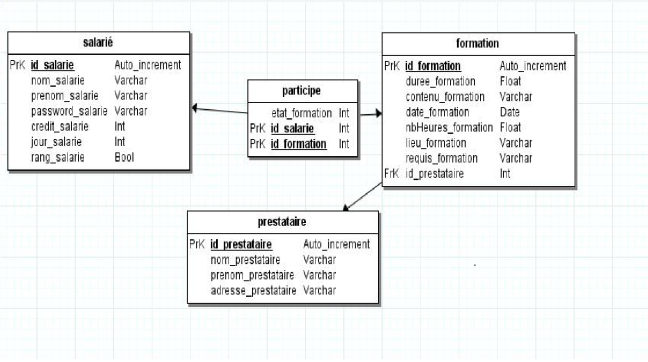 salarié
PrK id_salarie Auto_increment
nom_salarie Varchar
prenom_salarie Varchar
password_salarie Varchar
credit_salarie Int
jour_salarie Int
rang_salarie Bool
participe
etat_formation Int
PrK id_salarie Int
PrK id_formation Int
formation
PrK id_formation Auto_increment
duree_formation Float
contenu_formation Varchar
date_formation Date
nbHeures_formation Float
lieu_formation Varchar
requis_formation Varchar
FrK id_prestataire Int
prestataire
PrK id_prestataire Auto_increment
nom_prestataire Varchar
prenom_prestataire Varchar
adresse_prestataire Varchar